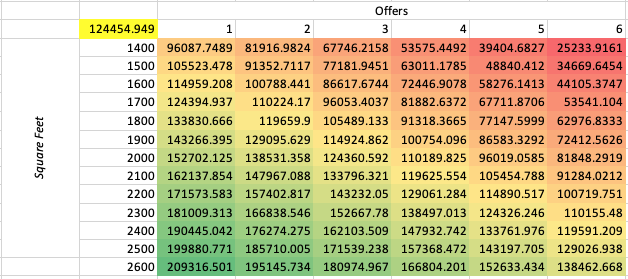 Offers
124454.949 1 2 3 4 5 6
1400 96087.7489 81916.9824 67746.2158 53575.4492 39404.6827 25233.9161
1500 105523.478 91352.7117 77181.9451 63011.1785 48840.412 34669.6454
1600 114959.208 100788.441 86617.6744 72446.9078 58276.1413 44105.3747
1700 124394.937 110224.17 96053.4037 81882.6372 67711.8706 53541.104
1800 133830.666 119659.9 105489.133 91318.3665 77147.5999 62976.8333
1900 143266.395 129095.629 114924.862 100754.096 86583.3292 72412.5626
2000 152702.125 138531.358 124360.592 110189.825 96019.0585 81848.2919
2100 162137.854 147967.088 133796.321 119625.554 105454.788 91284.0212
2200 171573.583 157402.817 143232.05 129061.284 114890.517 100719.751
2300 181009.313 166838.546 152667.78 138497.013 124326.246 110155.48
2400 190445.042 176274.275 162103.509 147932.742 133761.976 119591.209
2500 199880.771 185710.005 171539.238 157368.472 143197.705 129026.938
2600 209316.501 195145.734 180974.967 166804.201 152633.434 138462.668
Square Feet